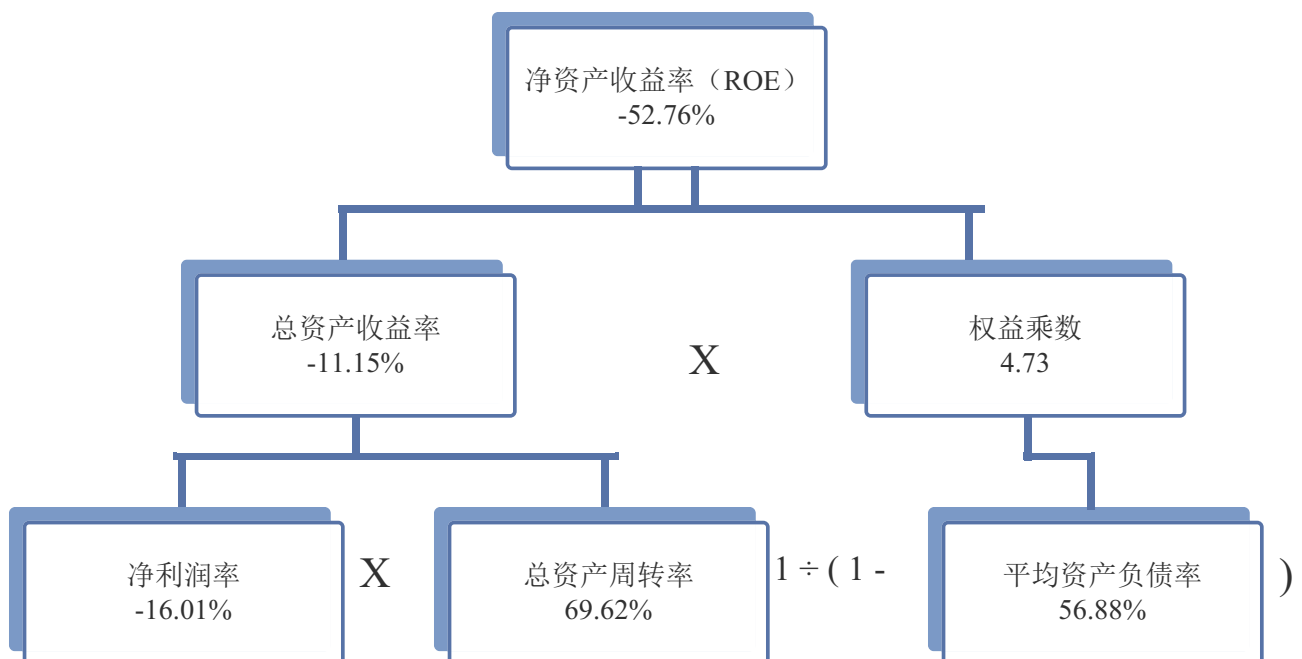 净资产收益率（ROE）
-52.76%
总资产收益率
-11.15%
X
权益乘数
4.73
净利润率
-16.01%
X
总资产周转率
69.62%
1 ÷ ( 1 -
平均资产负债率
56.88%
)